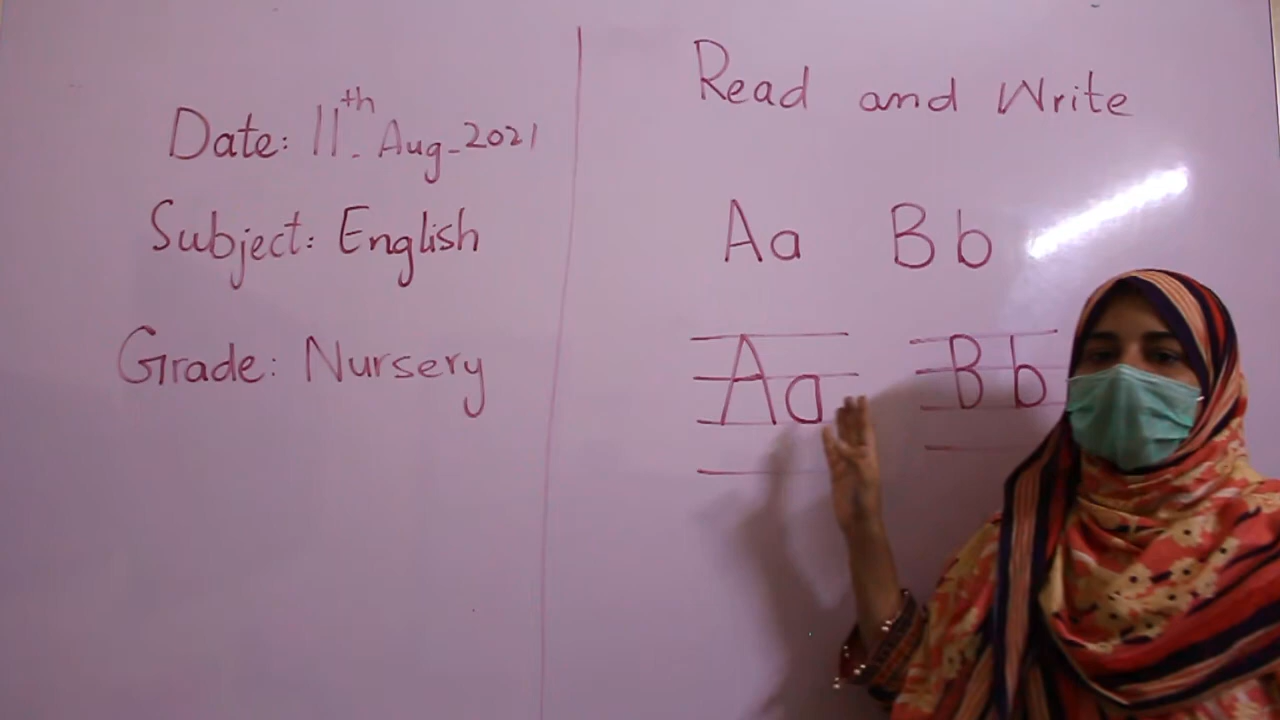 Date: 11th. Aug-2021
Subject: English
Grade: Nursery
Read and Write
Aa Bb
Aa Bb